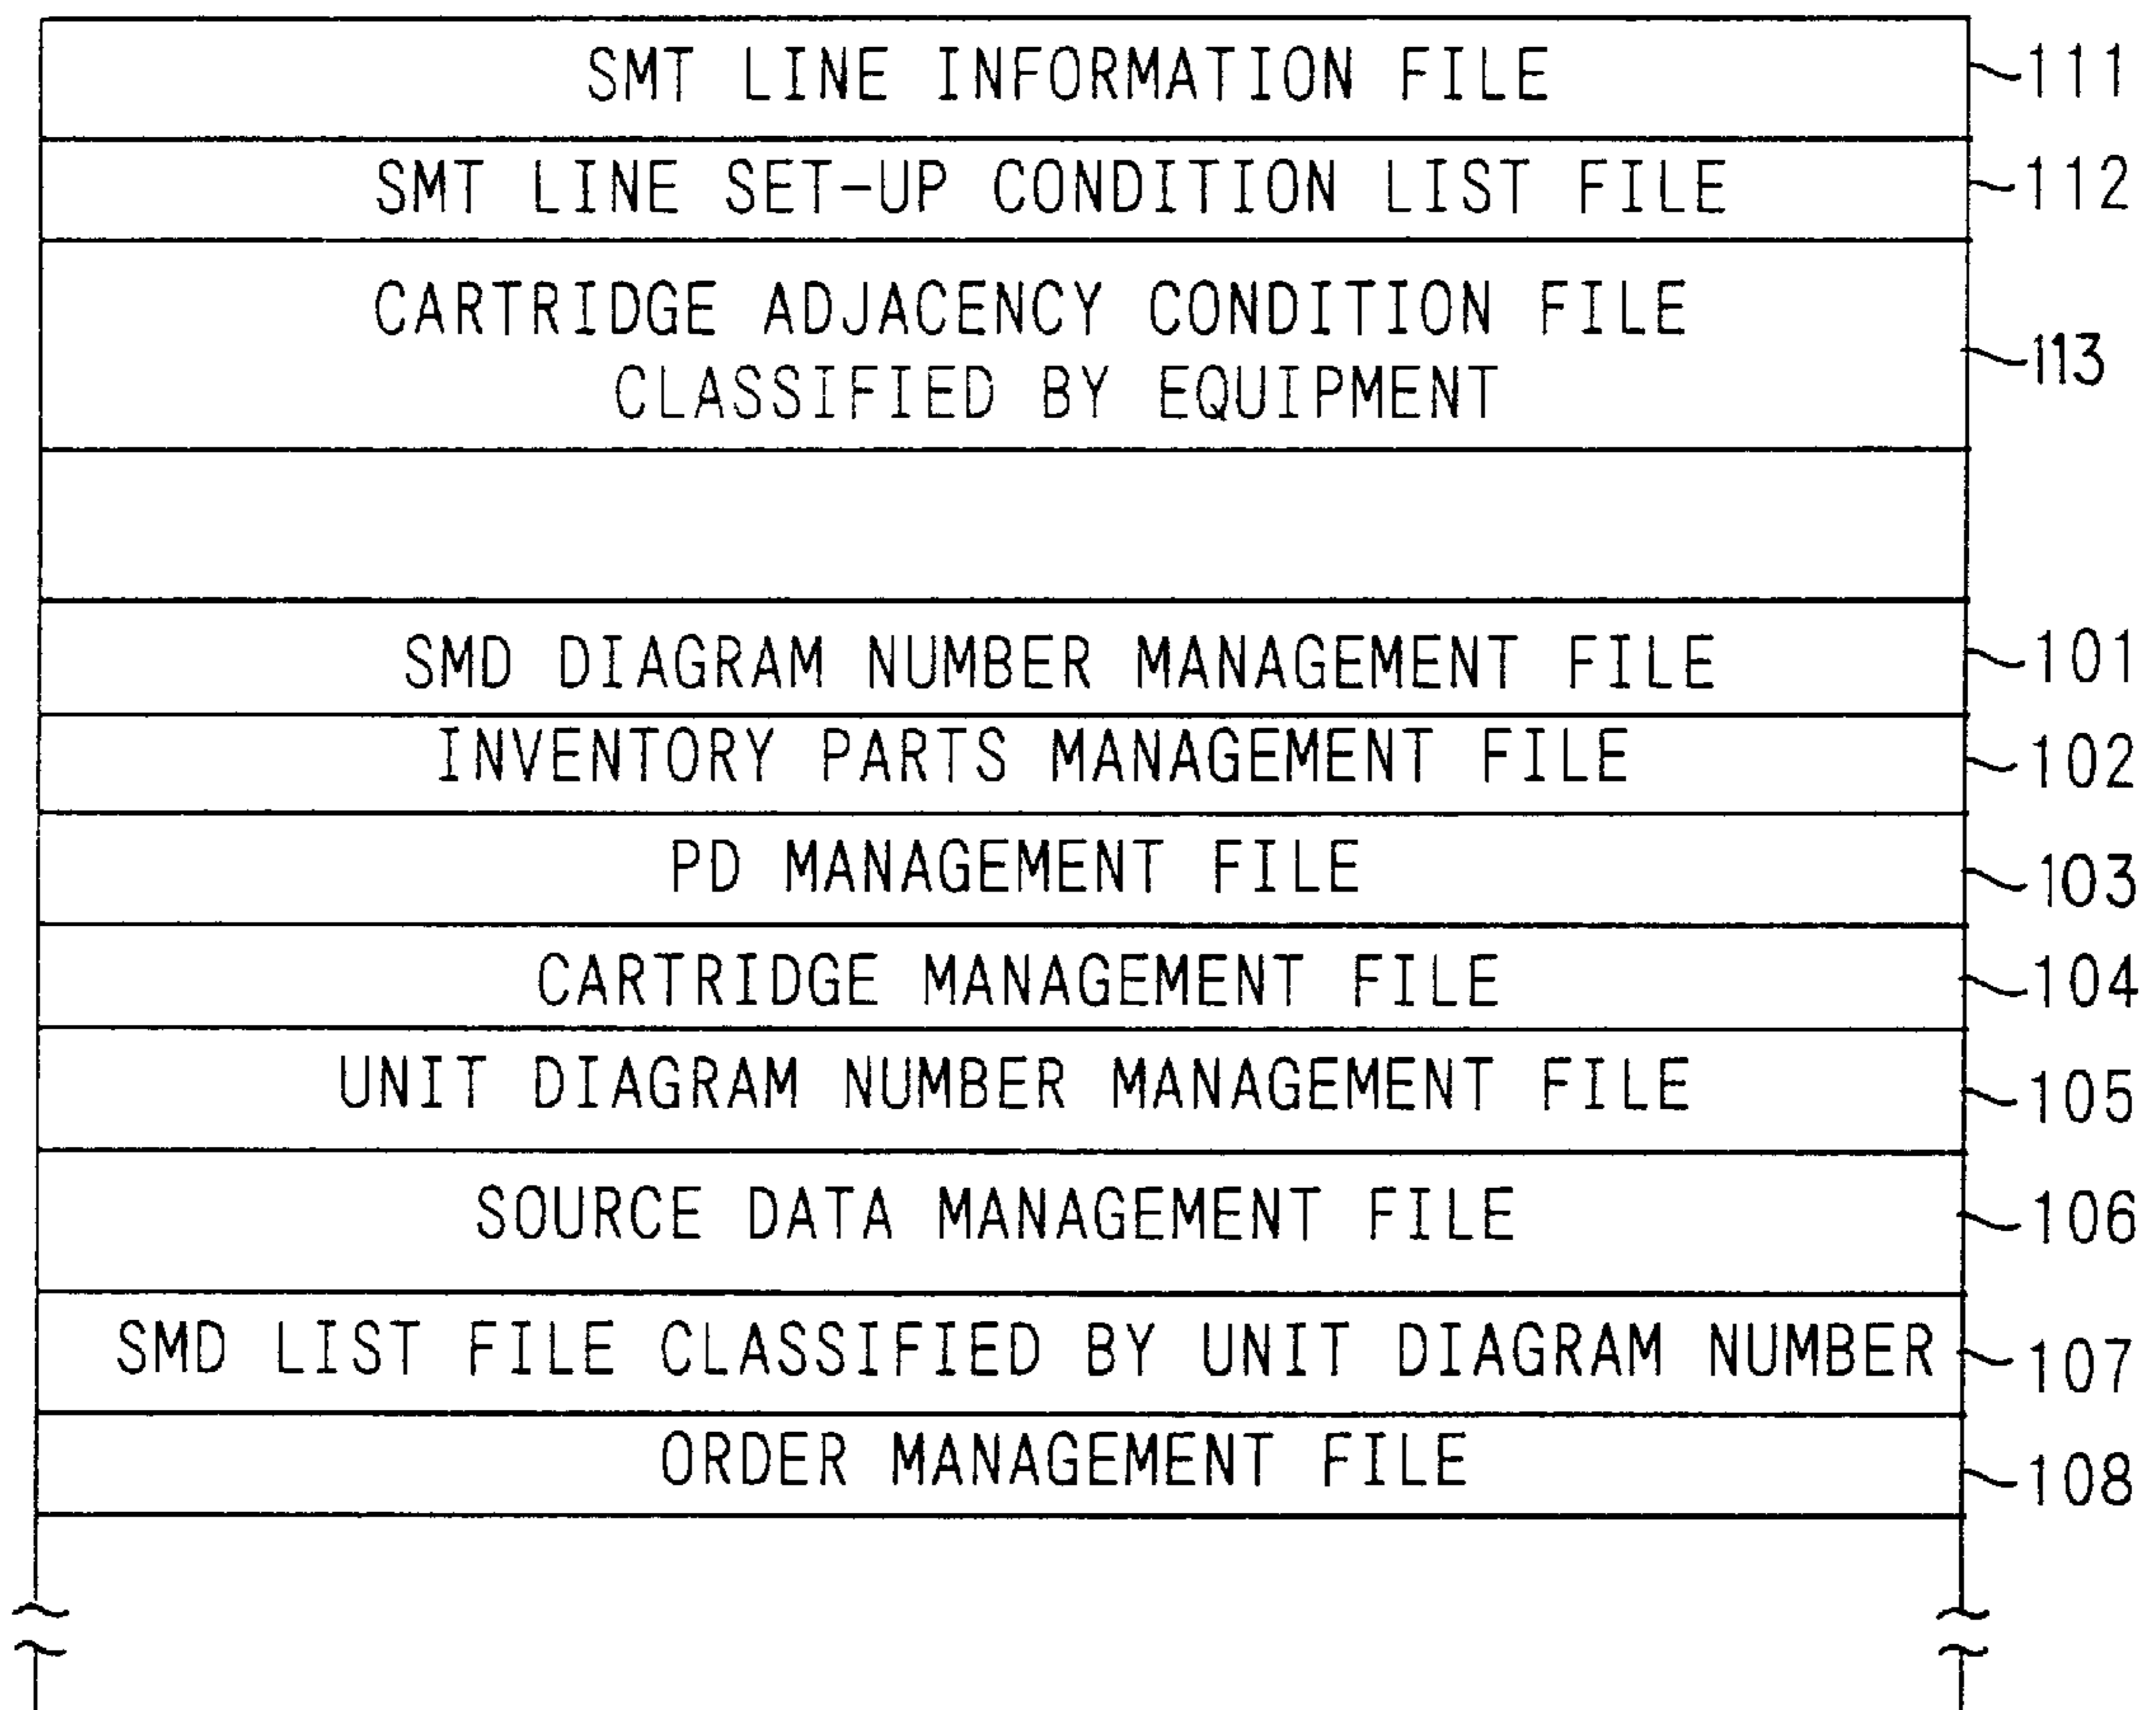 SMT LINE INFORMATION FILE 111
SMT LINE SET-UP CONDITION LIST FILE 112
CARTRIDGE ADJACENCY CONDITION FILE
CLASSIFIED BY EQUIPMENT 113
SMD DIAGRAM NUMBER MANAGEMENT FILE 101
INVENTORY PARTS MANAGEMENT FILE 102
PD MANAGEMENT FILE 103
CARTRIDGE MANAGEMENT FILE 104
UNIT DIAGRAM NUMBER MANAGEMENT FILE 105
SOURCE DATA MANAGEMENT FILE 106
SMD LIST FILE CLASSIFIED BY UNIT DIAGRAM NUMBER 107
ORDER MANAGEMENT FILE 108